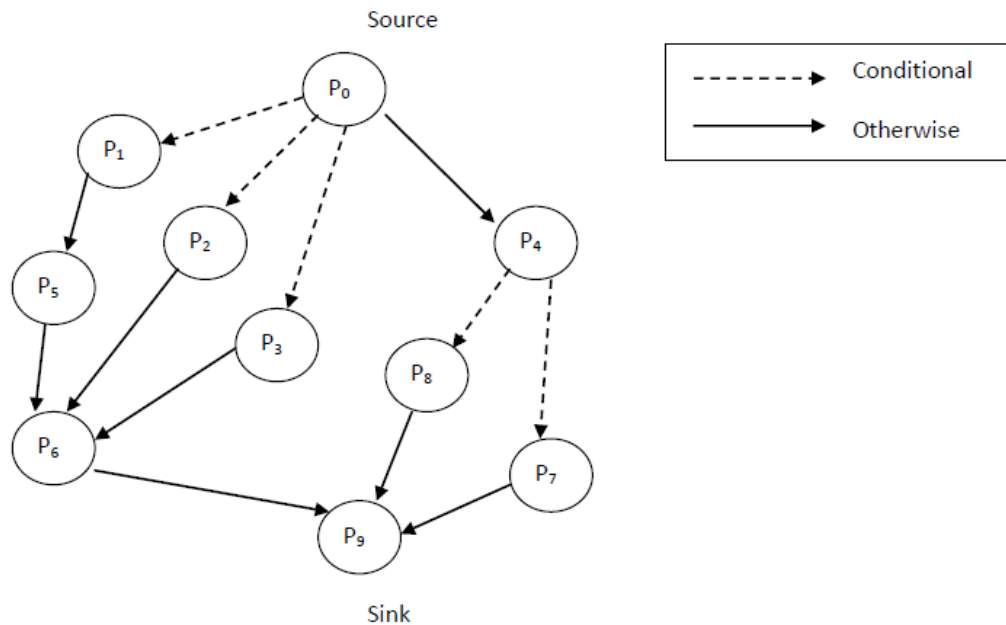 Source
Conditional
Otherwise
P₀
P₁
P₂
P₄
P₅
P₃
P₈
P₆
P₇
P₉
Sink